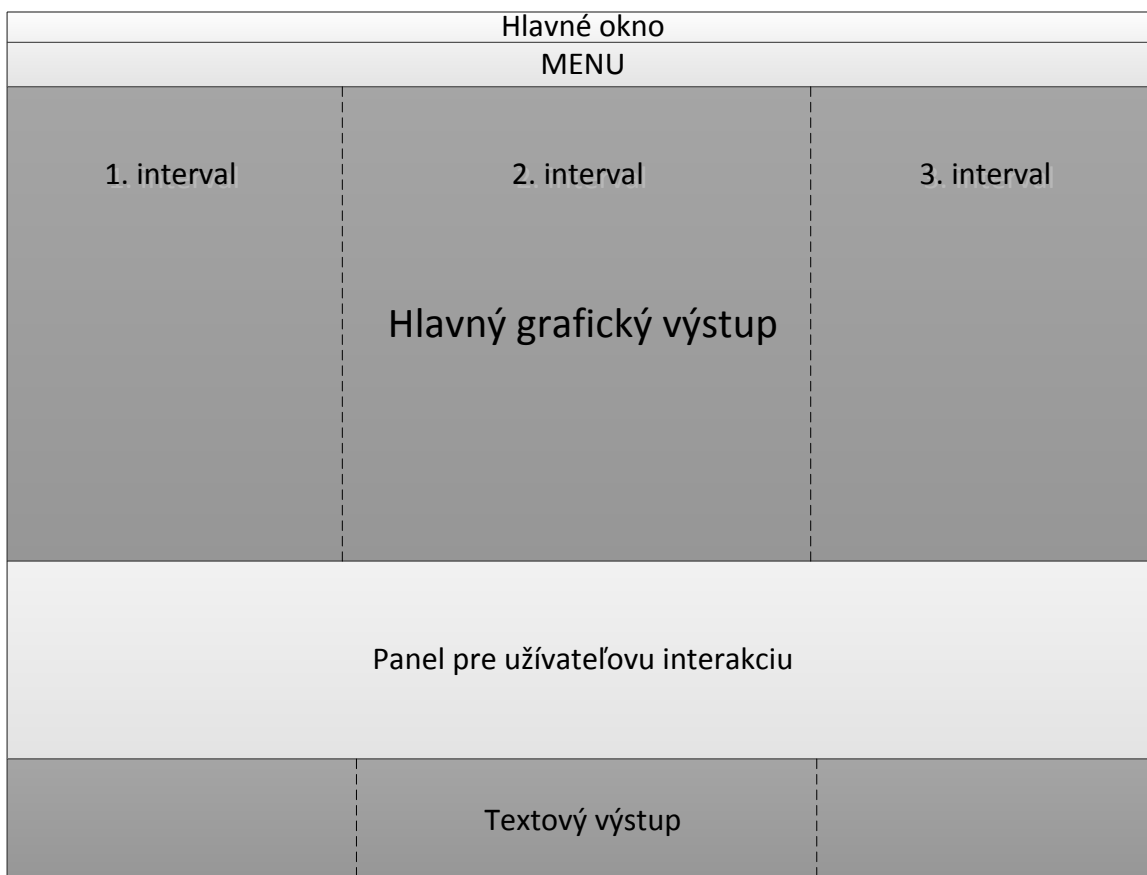 Hlavné okno
MENU
1. interval
2. interval
3. interval
Hlavný grafický výstup
Panel pre užívateľovu interakciu
Textový výstup